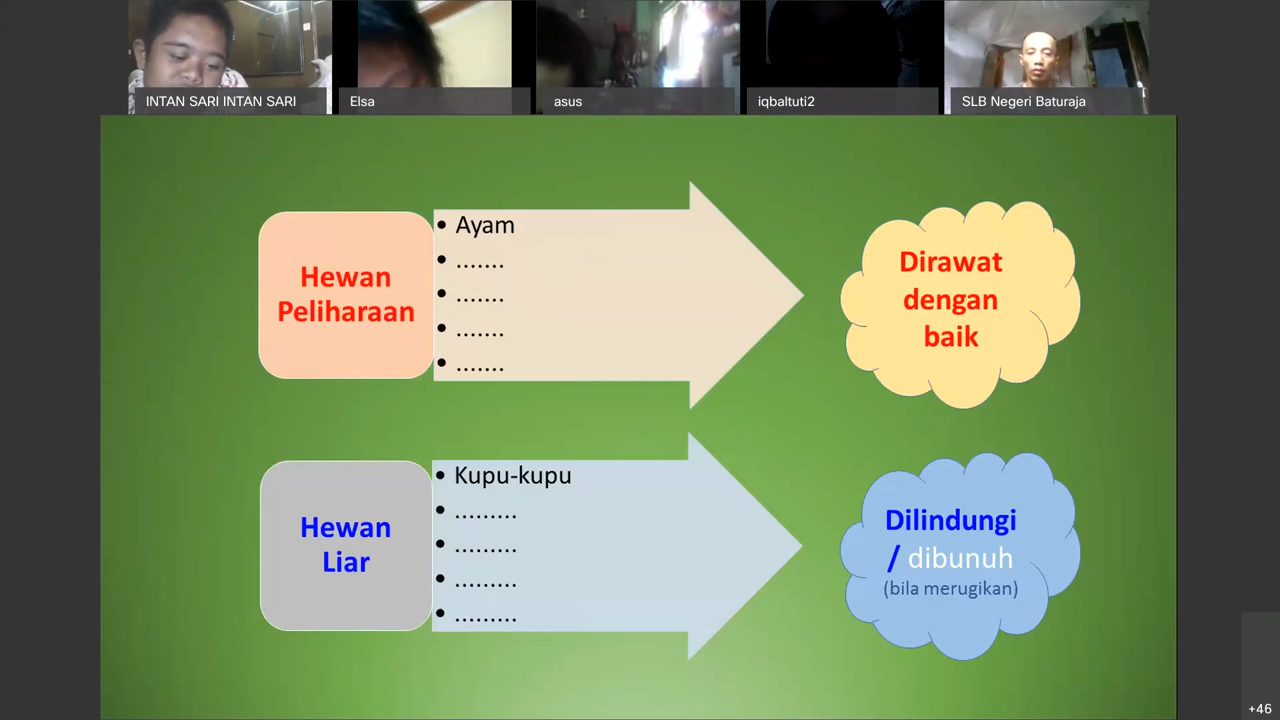 INTAN SARI INTAN SARI
Elsa
asus
iqbaltuti2
SLB Negeri Baturaja
Hewan
Peliharaan
• Ayam
• .......
• .......
• .......
• .......
Dirawat
dengan
baik
Hewan
Liar
• Kupu-kupu
• .........
• .........
• .........
• .........
Dilindungi
/ dibunuh
(bila merugikan)
+46